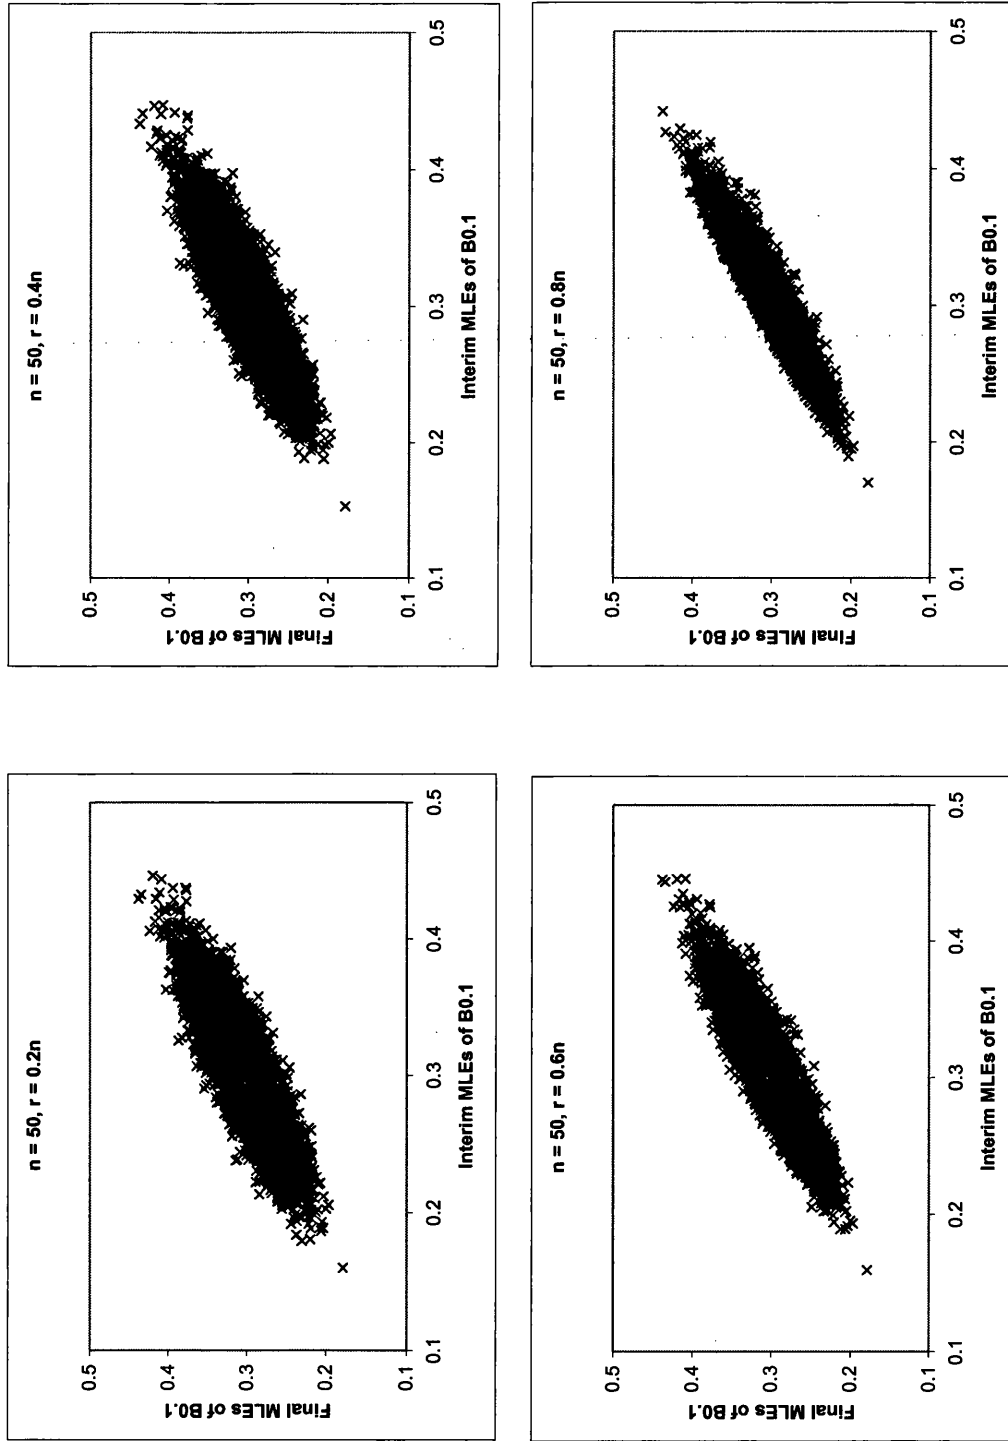 n = 50, r = 0.2n
Final MLEs of B0.1
0.5
0.4
0.3
0.2
0.1
0.1 0.2 0.3 0.4 0.5
Interim MLEs of B0.1
n = 50, r = 0.4n
Final MLEs of B0.1
0.5
0.4
0.3
0.2
0.1
0.1 0.2 0.3 0.4 0.5
Interim MLEs of B0.1
n = 50, r = 0.6n
Final MLEs of B0.1
0.5
0.4
0.3
0.2
0.1
0.1 0.2 0.3 0.4 0.5
Interim MLEs of B0.1
n = 50, r = 0.8n
Final MLEs of B0.1
0.5
0.4
0.3
0.2
0.1
0.1 0.2 0.3 0.4 0.5
Interim MLEs of B0.1